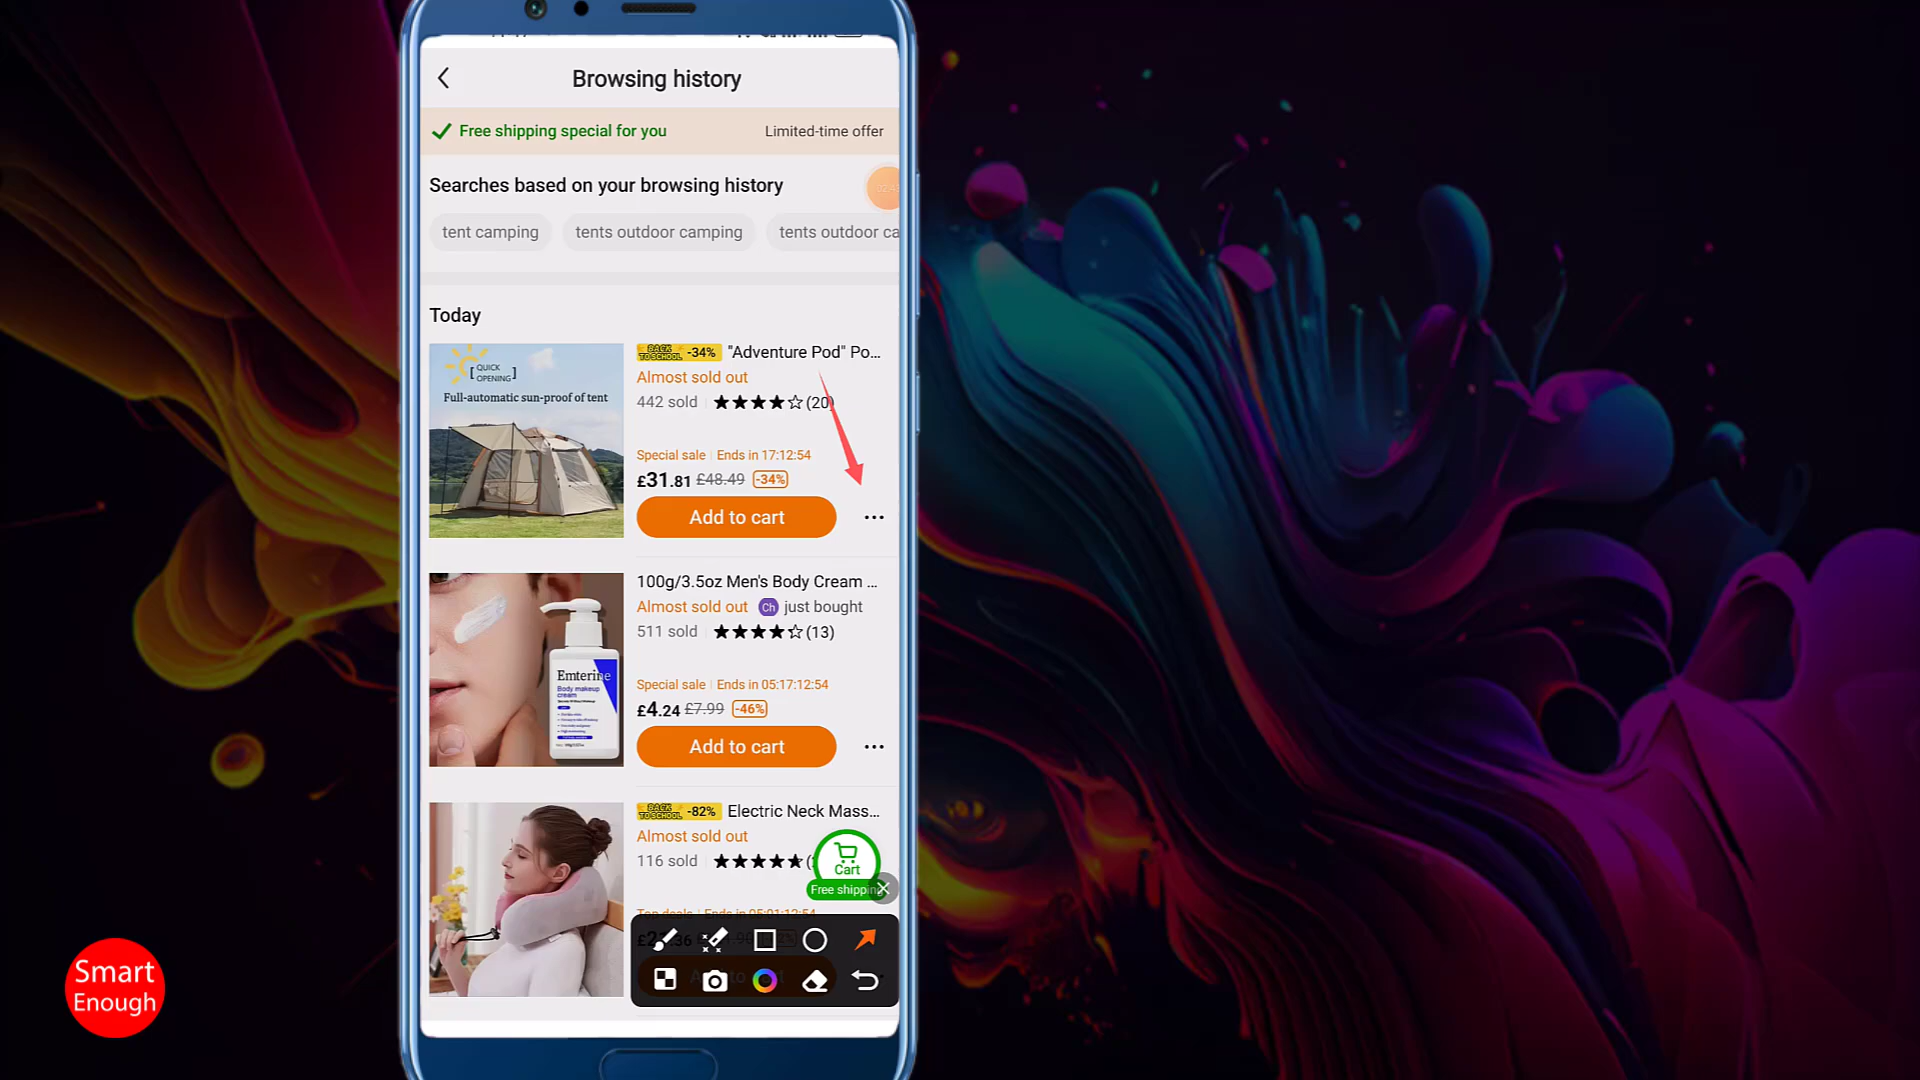 Browsing history
Free shipping special for you
Limited-time offer
Searches based on your browsing history
tent camping
tents outdoor camping
tents outdoor ca
Today
QUICK
OPENING
Full-automatic sun-proof of tent
BACK TO SCHOOL -34% "Adventure Pod" Po...
Almost sold out
442 sold (20)
Special sale | Ends in 17:12:54
£31.81 £48.49 -34%
Add to cart
100g/3.5oz Men's Body Cream ...
Almost sold out Ch just bought
511 sold (13)
Emterine
Body makeup
cream
Special sale | Ends in 05:17:12:54
£4.24 £7.99 -46%
Add to cart
BACK TO SCHOOL -82% Electric Neck Mass...
Almost sold out
116 sold
Cart
Free shipping
Top deals Ends in 05:01:12:54
Smart
Enough